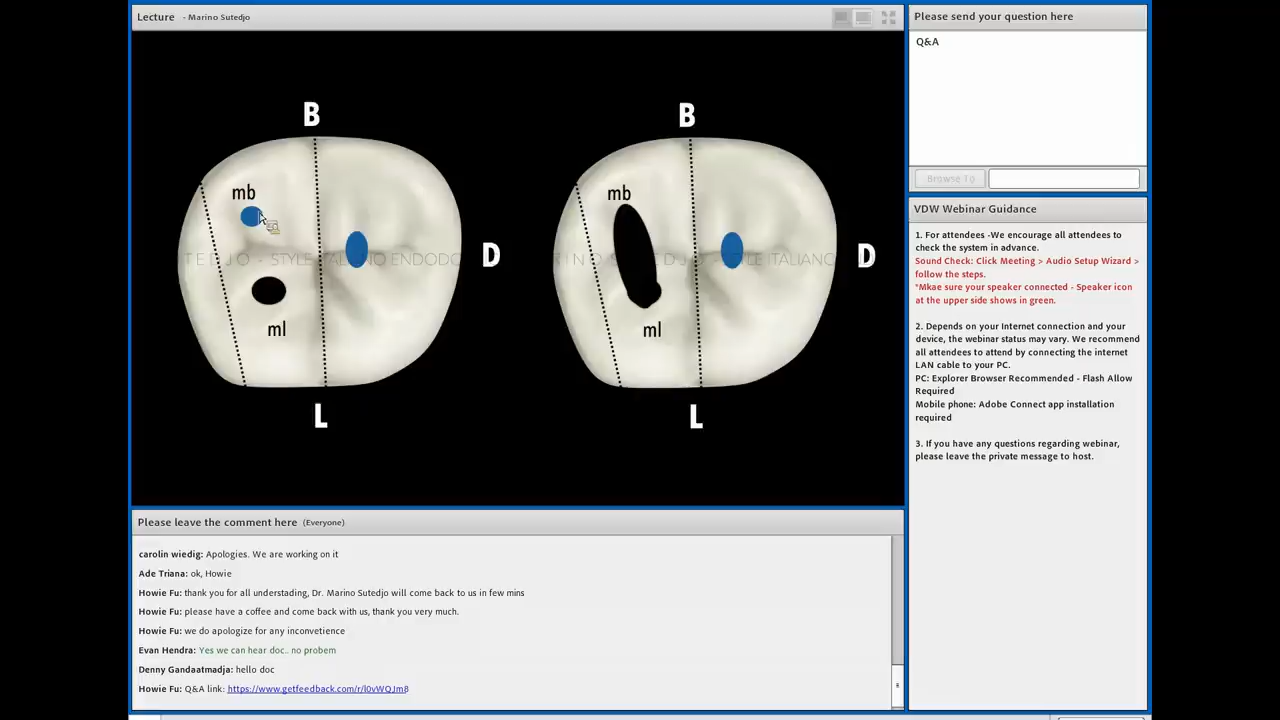 Lecture - Marino Sutedjo
B
B
mb
mb
D
D
TEDJO - STYLE ITALIANO ENDODO
STYLE ITALIANO
ml
ml
L
L
Please leave the comment here (Everyone)
carolin wiedig: Apologies. We are working on it
Ade Triana: ok, Howie
Howie Fu: thank you for all understading, Dr. Marino Sutedjo will come back to us in few mins
Howie Fu: please have a coffee and come back with us, thank you very much.
Howie Fu: we do apologize for any inconvetience
Evan Hendra: Yes we can hear doc.. no probem
Denny Gandaatmadja: hello doc
Howie Fu: Q&A link: https://www.getfeedback.com/r/l0vWQJm8
Please send your question here
Q&A
Browse To
VDW Webinar Guidance
1. For attendees -We encourage all attendees to
check the system in advance.
Sound Check: Click Meeting > Audio Setup Wizard >
follow the steps.
*Mkae sure your speaker connected - Speaker icon
at the upper side shows in green.
2. Depends on your Internet connection and your
device, the webinar status may vary. We recommend
all attendees to attend by connecting the internet
LAN cable to your PC.
PC: Explorer Browser Recommended - Flash Allow
Required
Mobile phone: Adobe Connect app installation
required
3. If you have any questions regarding webinar,
please leave the private message to host.